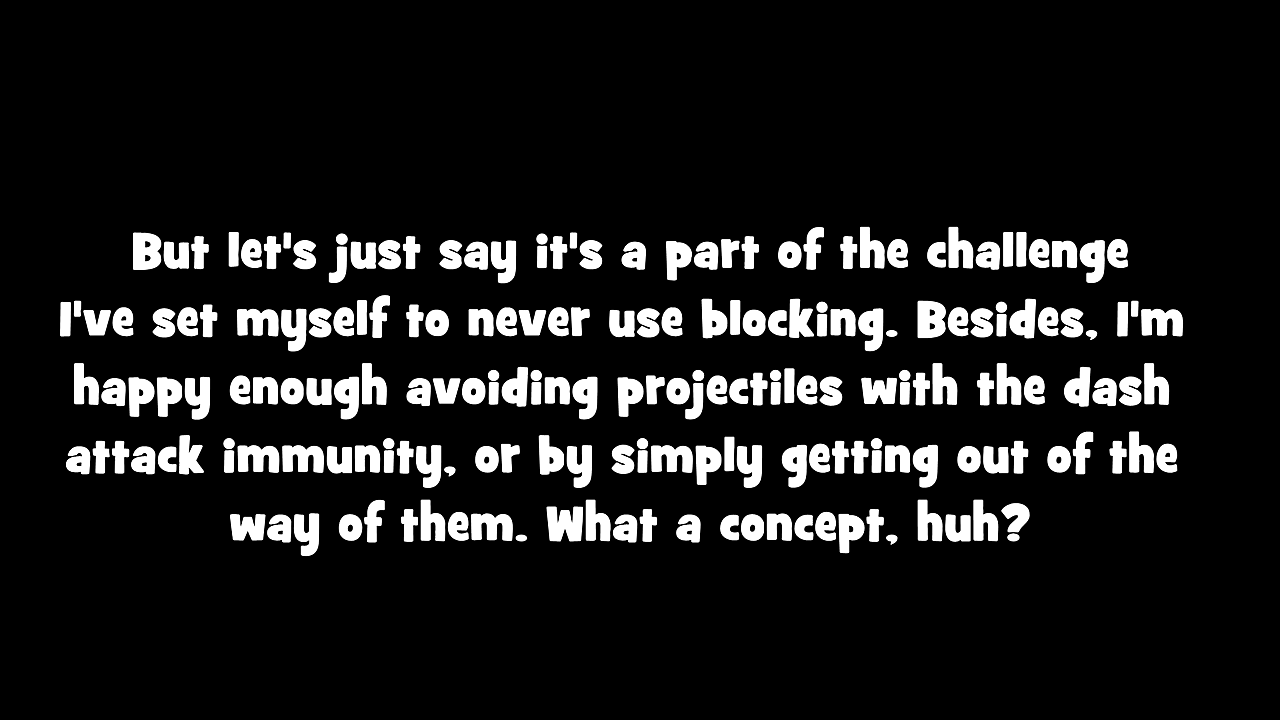 But let's just say it's a part of the challenge
I've set myself to never use blocking. Besides, I'm
happy enough avoiding projectiles with the dash
attack immunity, or by simply getting out of the
way of them. What a concept, huh?